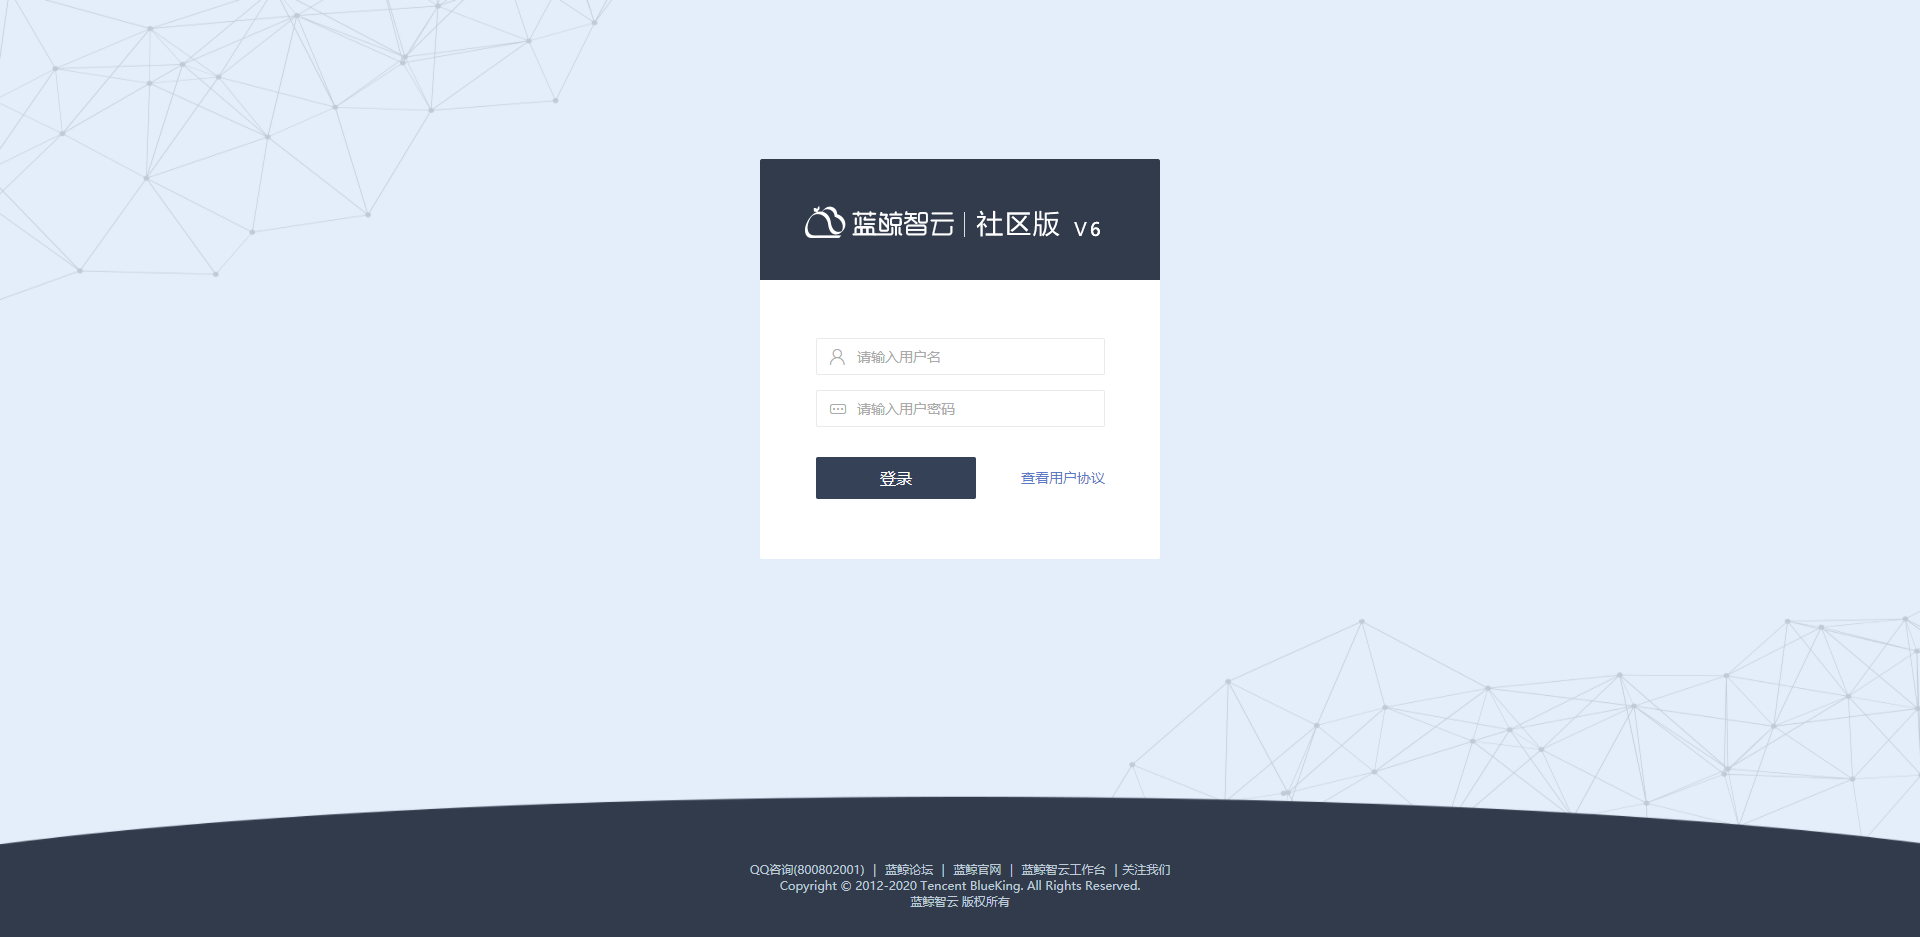 蓝鲸智云 | 社区版 V6
请输入用户名
请输入用户密码
登录
查看用户协议
QQ咨询(800802001) | 蓝鲸论坛 | 蓝鲸官网 | 蓝鲸智云工作台 | 关注我们
Copyright © 2012-2020 Tencent BlueKing. All Rights Reserved.
蓝鲸智云 版权所有